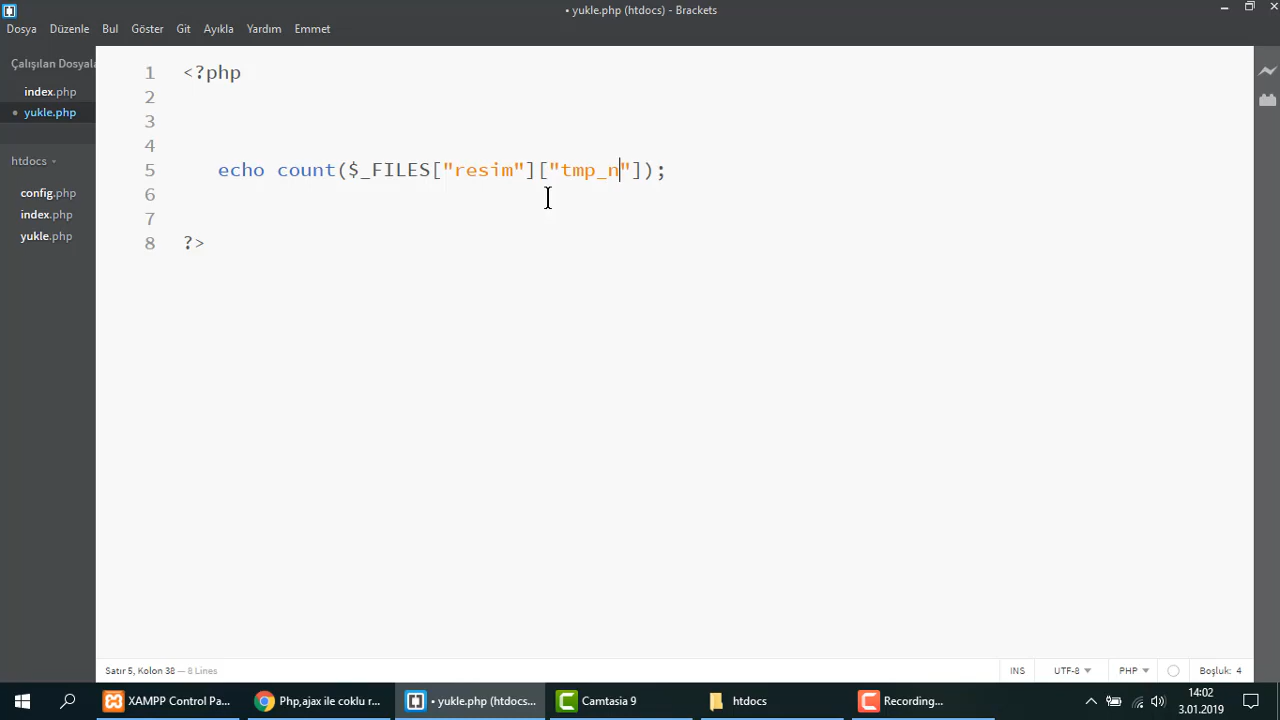 • yukle.php (htdocs) - Brackets
Dosya Düzenle Bul Göster Git Ayıkla Yardım Emmet
Çalışılan Dosyala
index.php
• yukle.php
htdocs
config.php
index.php
yukle.php
1 <?php
2
3
4
5 echo count($_FILES["resim"]["tmp_n"]);
6
7
8 ?>
Satır 5, Kolon 38 — 8 Lines
INS UTF-8 PHP Boşluk: 4
XAMPP Control Pa...
Php,ajax ile coklu r...
• yukle.php (htdocs...
Camtasia 9
htdocs
Recording...
14:02
3.01.2019